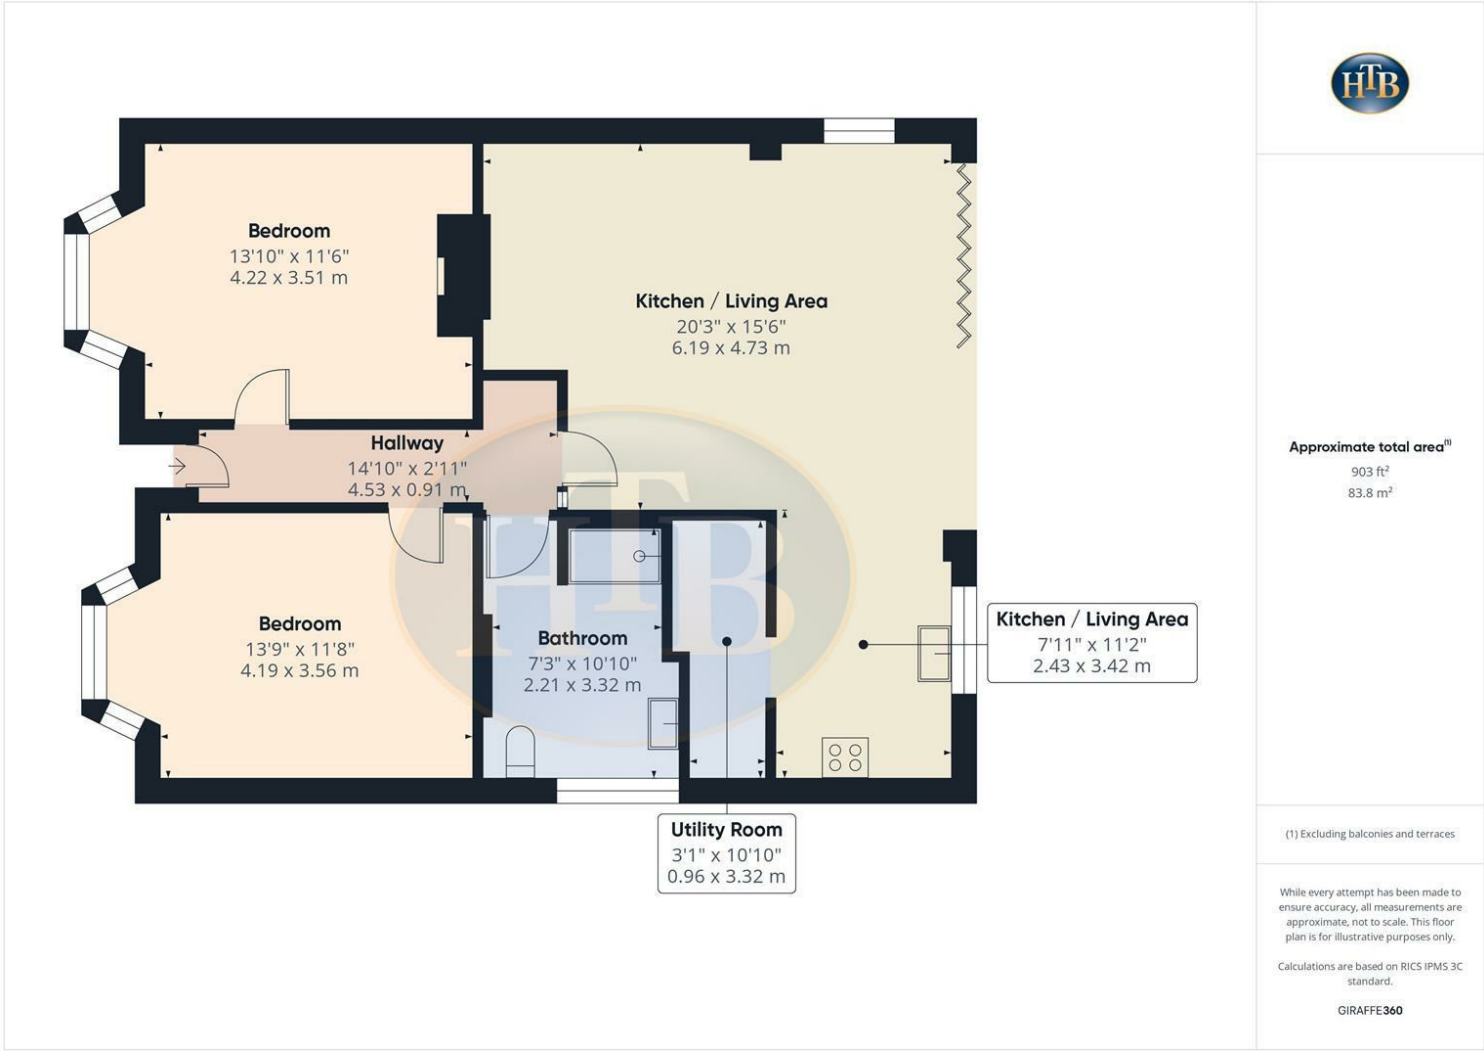 HTB
Bedroom
13'10" x 11'6"
4.22 x 3.51 m
Kitchen / Living Area
20'3" x 15'6"
6.19 x 4.73 m
Hallway
14'10" x 2'11"
4.53 x 0.91 m
HTB
Bedroom
13'9" x 11'8"
4.19 x 3.56 m
Bathroom
7'3" x 10'10"
2.21 x 3.32 m
Kitchen / Living Area
7'11" x 11'2"
2.43 x 3.42 m
Utility Room
3'1" x 10'10"
0.96 x 3.32 m
Approximate total area(1)
903 ft²
83.8 m²
(1) Excluding balconies and terraces
While every attempt has been made to
ensure accuracy, all measurements are
approximate, not to scale. This floor
plan is for illustrative purposes only.
Calculations are based on RICS IPMS 3C
standard.
GIRAFFE360